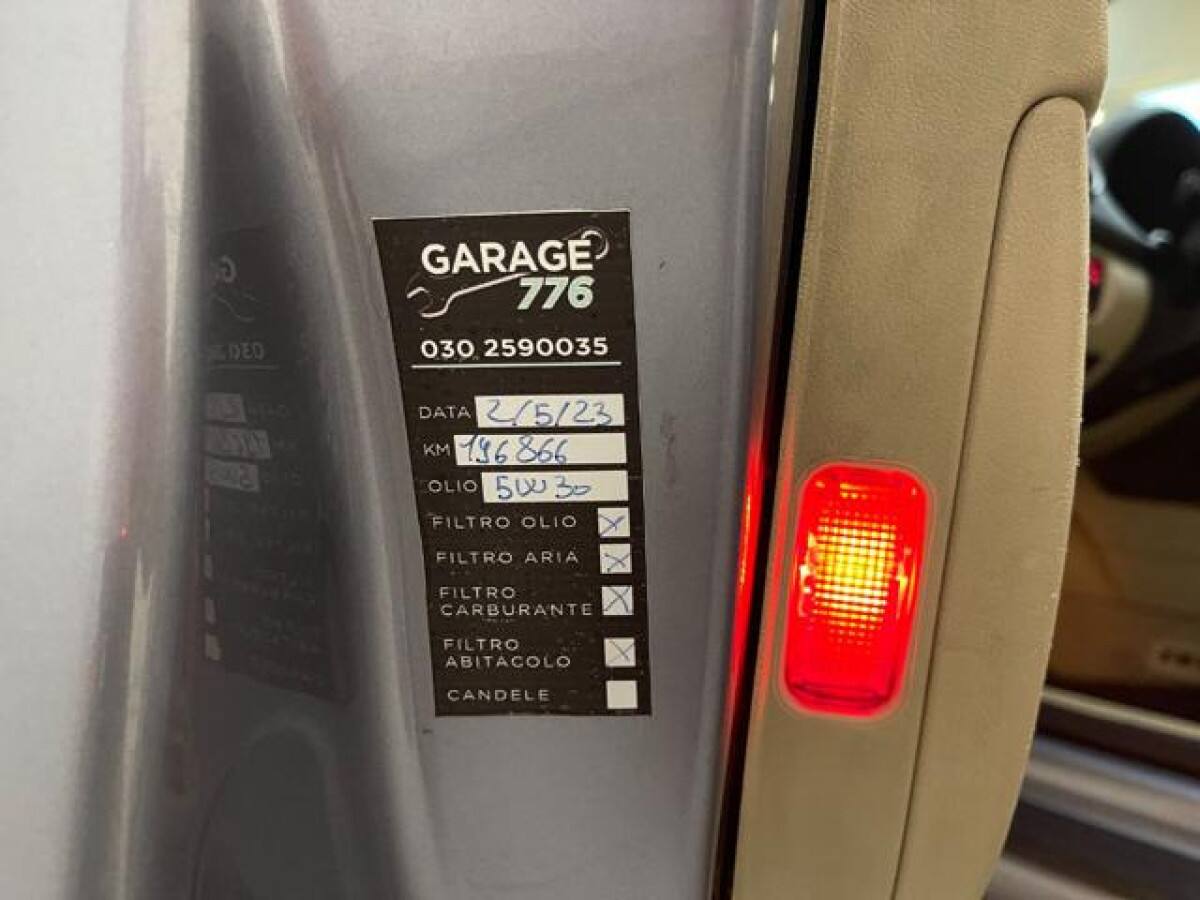 GARAGE
776
030 2590035
DATA 2/5/23
KM 196866
OLIO 5W30
FILTRO OLIO X
FILTRO ARIA X
FILTRO
CARBURANTE X
FILTRO
ABITACOLO X
CANDELE